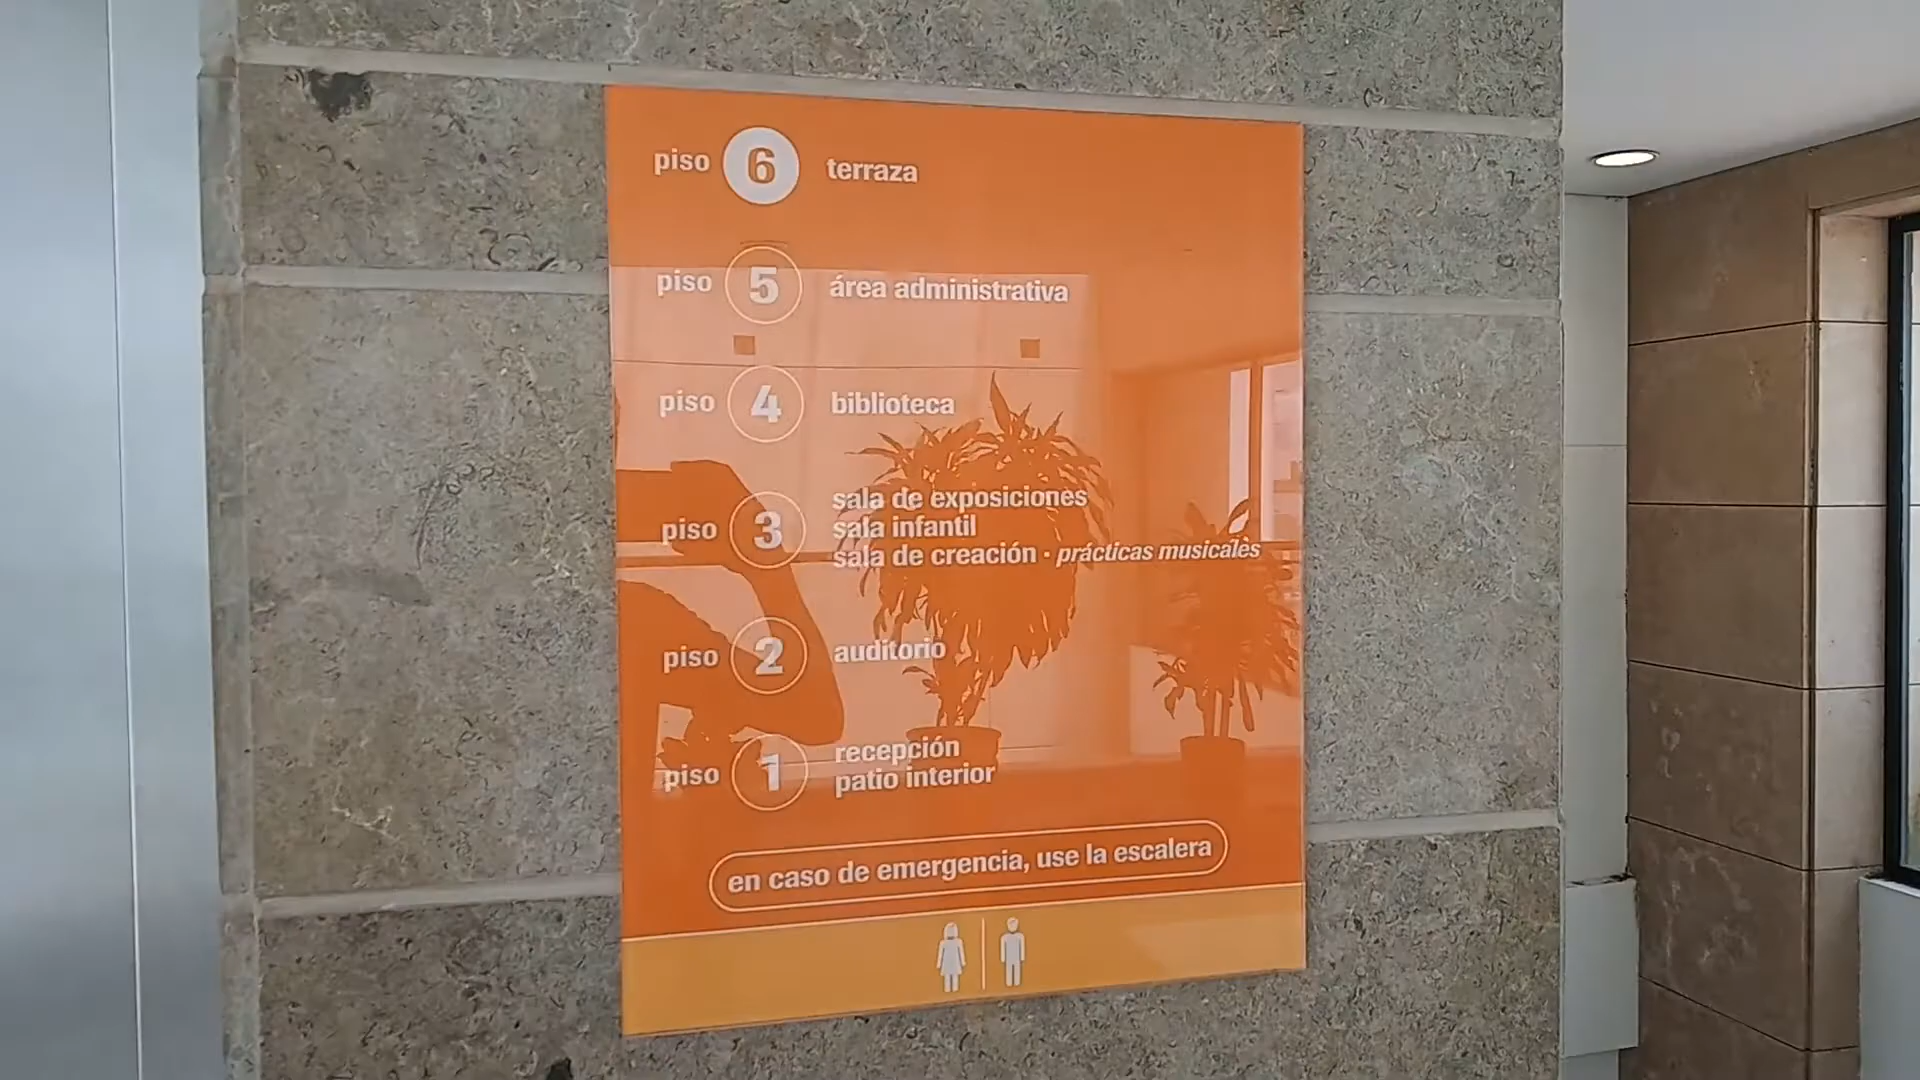 piso 6 terraza
piso 5 área administrativa
piso 4 biblioteca
piso 3 sala de exposiciones
sala infantil
sala de creación · prácticas musicales
piso 2 auditorio
piso 1 recepción
patio interior
en caso de emergencia, use la escalera